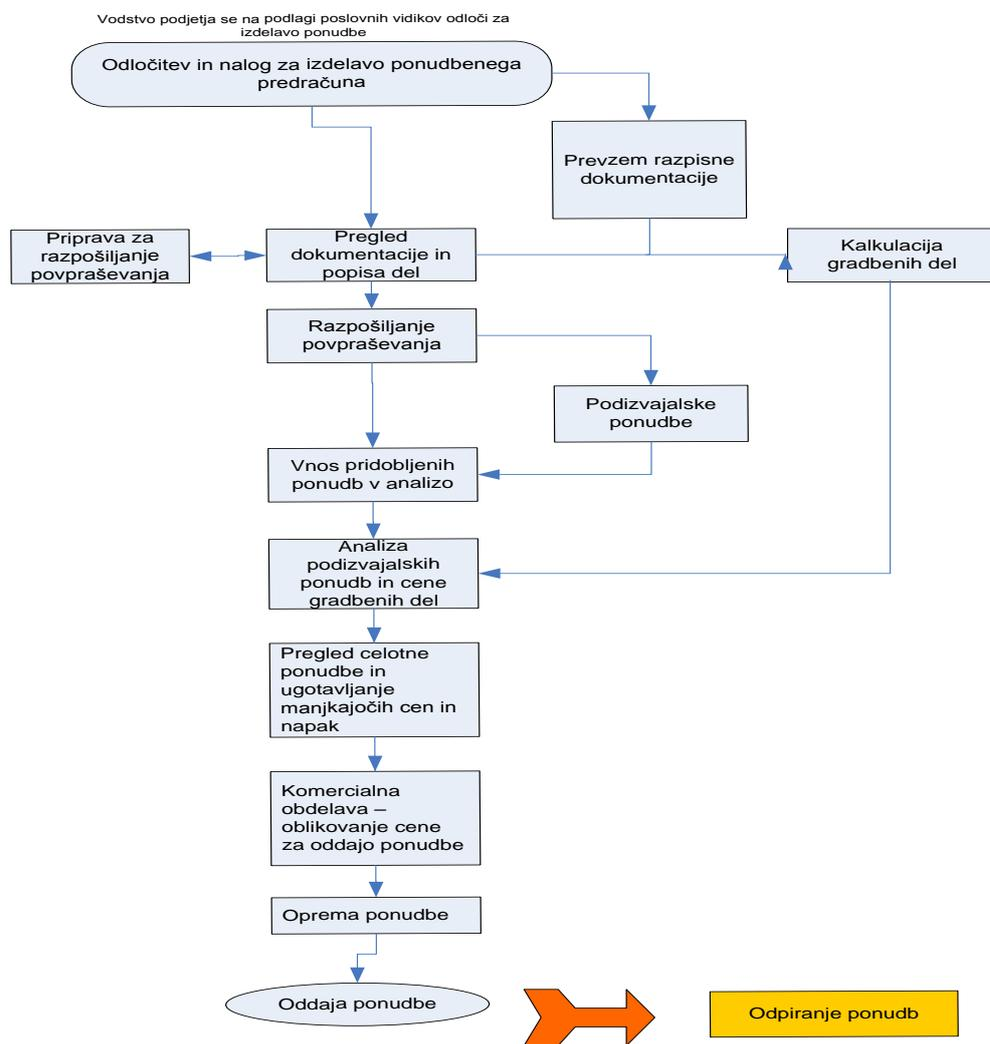 Vodstvo podjetja se na podlagi poslovnih vidikov odloči za
izdelavo ponudbe
Odločitev in nalog za izdelavo ponudbenega
predračuna
Prevzem razpisne
dokumentacije
Priprava za
razpošiljanje
povpraševanja
Pregled
dokumentacije in
popisa del
Kalkulacija
gradbenih del
Razpošiljanje
povpraševanja
Podizvajalske
ponudbe
Vnos pridobljenih
ponudb v analizo
Analiza
podizvajalskih
ponudb in cene
gradbenih del
Pregled celotne
ponudbe in
ugotavljanje
manjkajočih cen in
napak
Komercialna
obdelava –
oblikovanje cene
za oddajo ponudbe
Oprema ponudbe
Oddaja ponudbe
Odpiranje ponudb